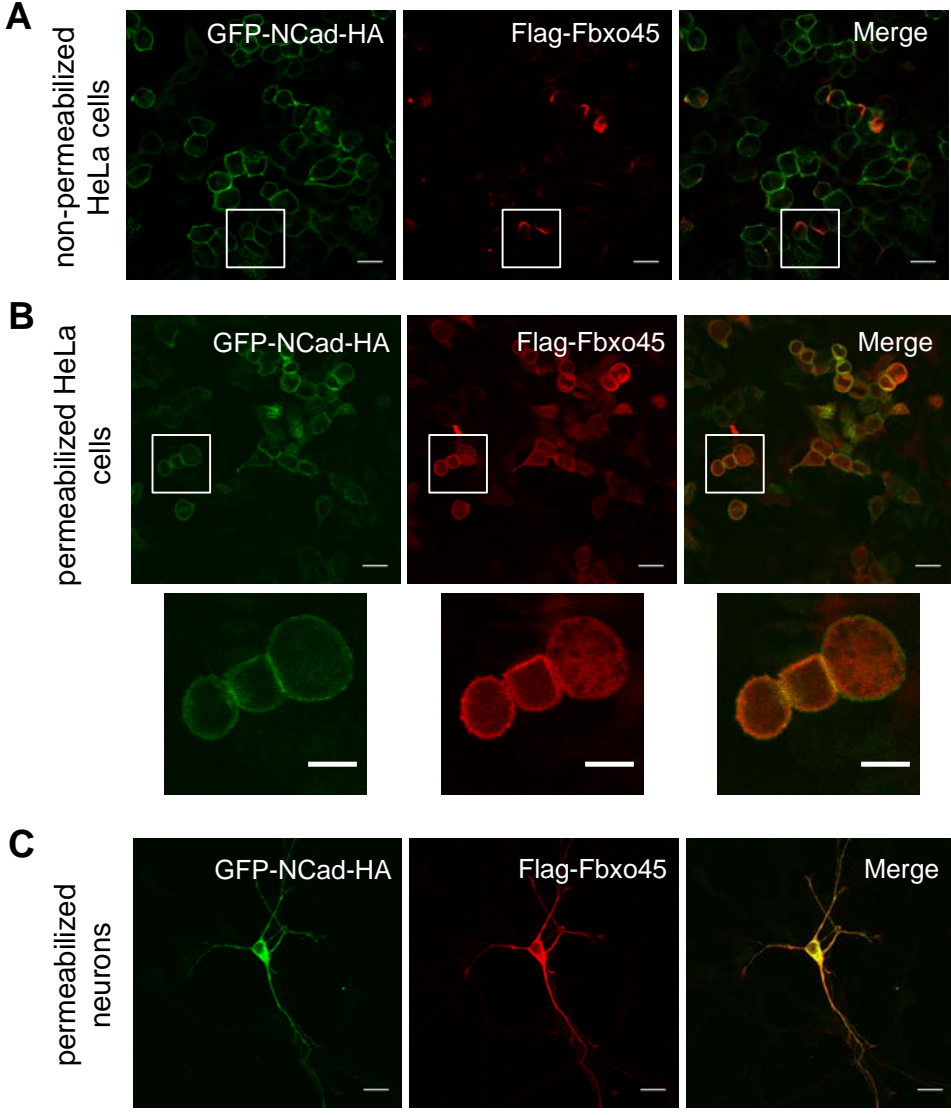 A
non-permeabilized
HeLa cells
GFP-NCad-HA
Flag-Fbxo45
Merge
B
permeabilized HeLa
cells
GFP-NCad-HA
Flag-Fbxo45
Merge
C
permeabilized
neurons
GFP-NCad-HA
Flag-Fbxo45
Merge